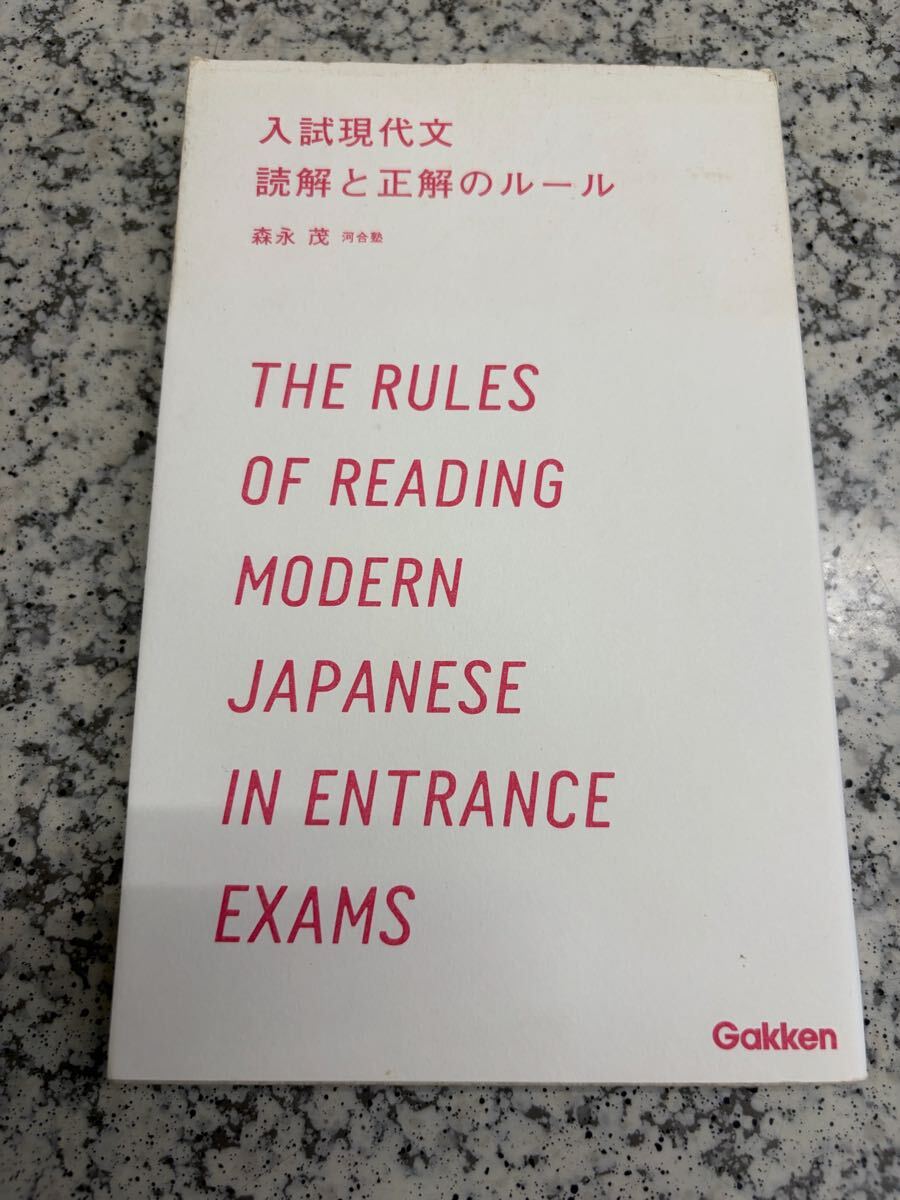 入試現代文
読解と正解のルール
森永 茂 河合塾
THE RULES
OF READING
MODERN
JAPANESE
IN ENTRANCE
EXAMS
Gakken